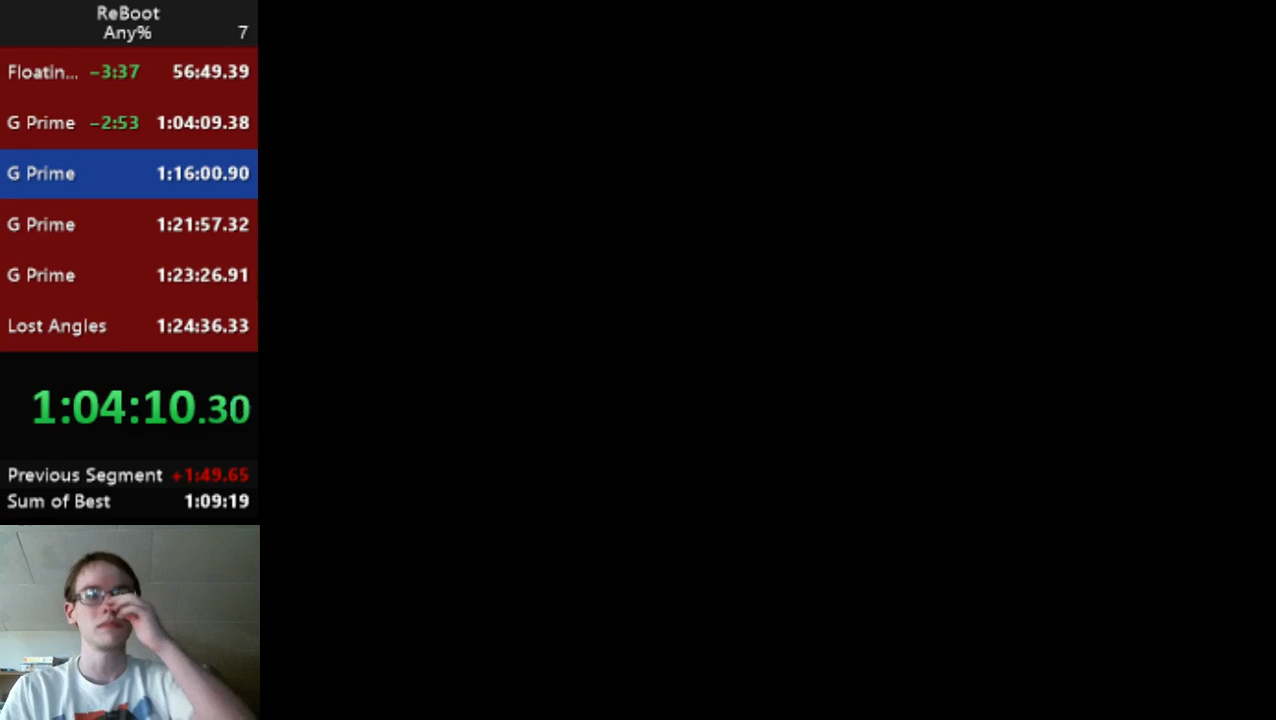 ReBoot
Any% 7
Floatin... −3:37 56:49.39
G Prime −2:53 1:04:09.38
G Prime 1:16:00.90
G Prime 1:21:57.32
G Prime 1:23:26.91
Lost Angles 1:24:36.33
1:04:10.30
Previous Segment +1:49.65
Sum of Best 1:09:19